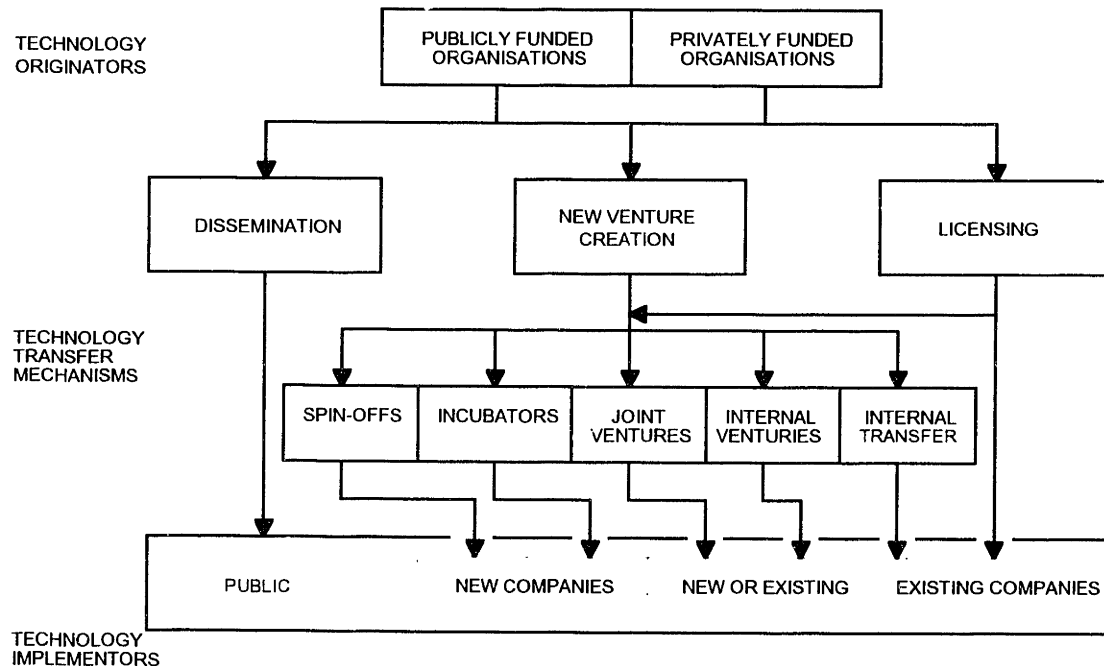 TECHNOLOGY
ORIGINATORS
PUBLICLY FUNDED
ORGANISATIONS
PRIVATELY FUNDED
ORGANISATIONS
DISSEMINATION
NEW VENTURE
CREATION
LICENSING
TECHNOLOGY
TRANSFER
MECHANISMS
SPIN-OFFS
INCUBATORS
JOINT
VENTURES
INTERNAL
VENTURIES
INTERNAL
TRANSFER
PUBLIC
NEW COMPANIES
NEW OR EXISTING
EXISTING COMPANIES
TECHNOLOGY
IMPLEMENTORS